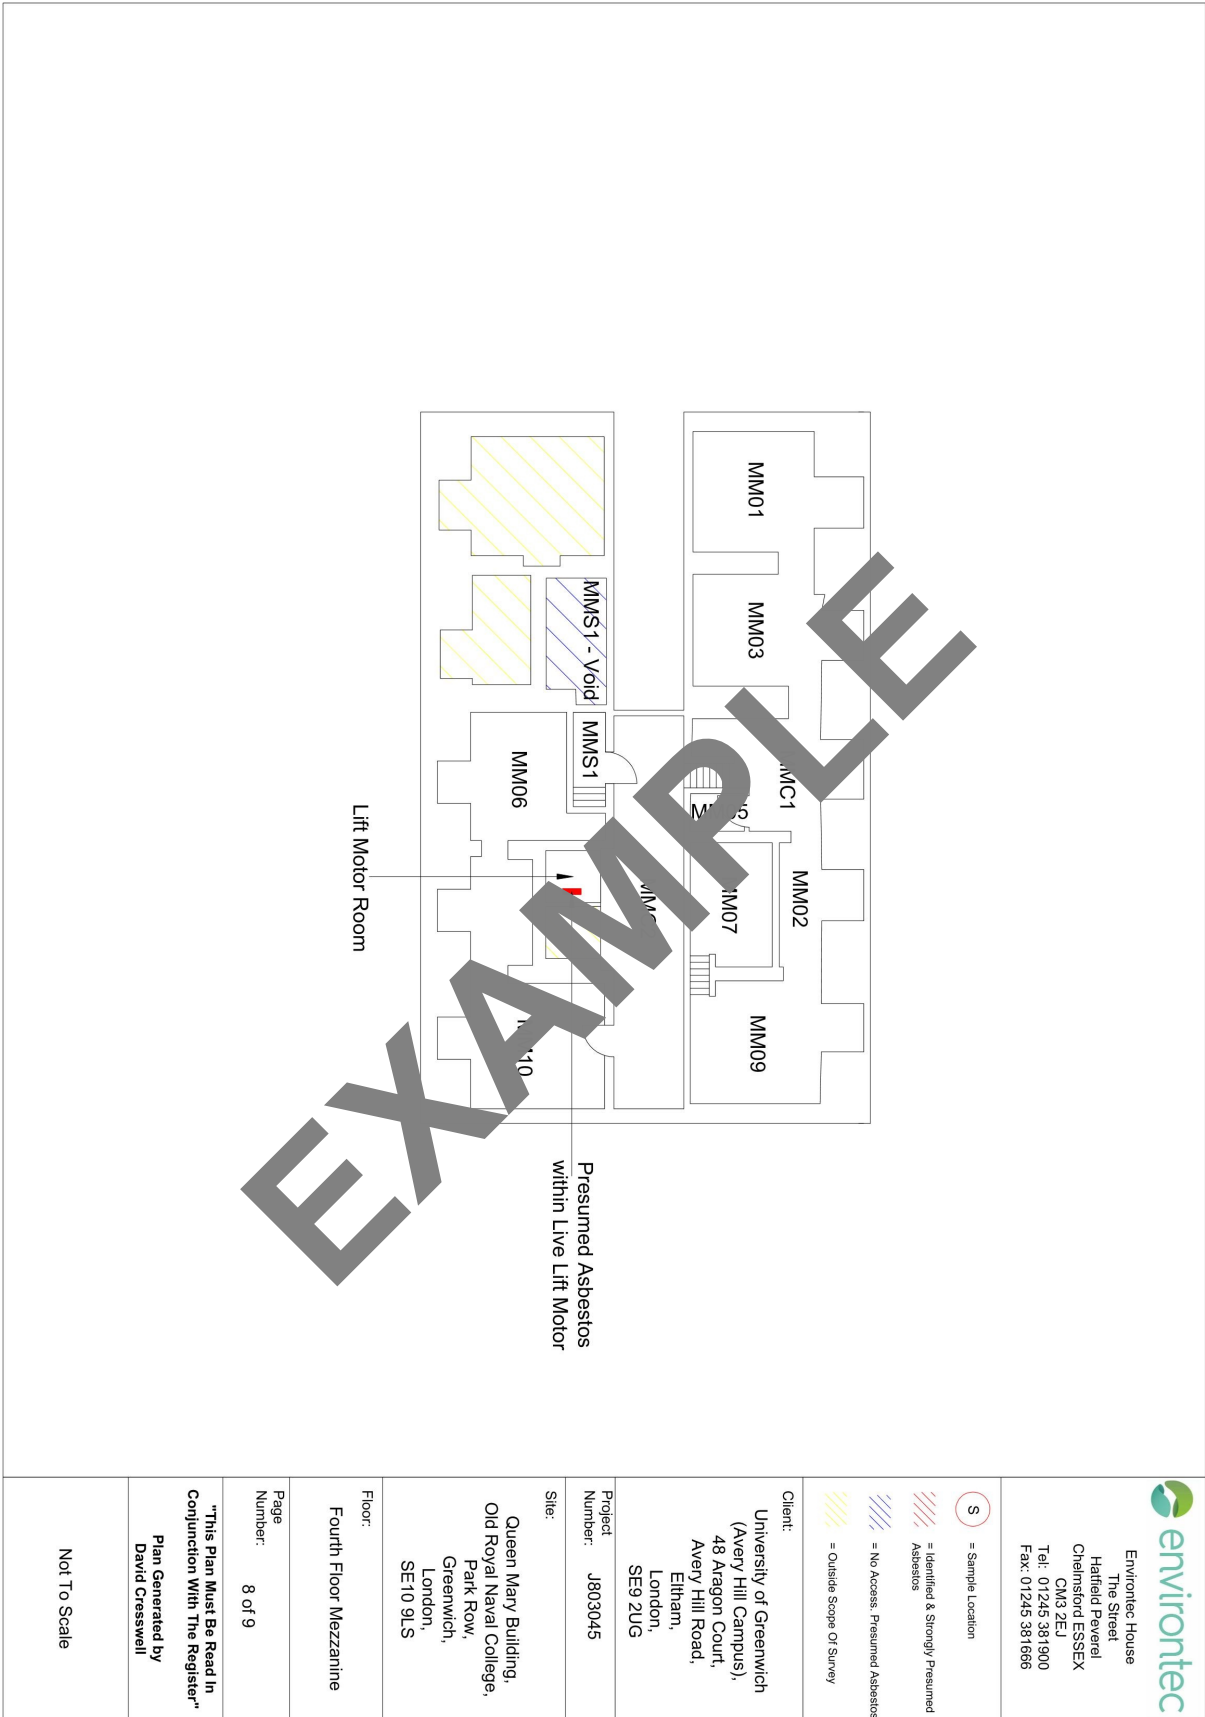 MM01
MM03
MM02
MM07
MM09
MMS1 - Void
MMS1
MM06
Lift Motor Room
Presumed Asbestos
within Live Lift Motor
EXAMPLE
environtec
Environtec House
The Street
Hatfield Peverel
Chelmsford ESSEX
CM3 2EJ
Tel: 01245 381900
Fax: 01245 381666
S = Sample Location
= Identified & Strongly Presumed
Asbestos
= No Access. Presumed Asbestos
= Outside Scope Of Survey
Client:
University of Greenwich
(Avery Hill Campus),
48 Aragon Court,
Avery Hill Road,
Eltham,
London,
SE9 2UG
Project
Number: J803045
Site:
Queen Mary Building,
Old Royal Naval College,
Park Row,
Greenwich,
London,
SE10 9LS
Floor:
Fourth Floor Mezzanine
Page
Number: 8 of 9
"This Plan Must Be Read In
Conjunction With The Register"
Plan Generated by
David Cresswell
Not To Scale